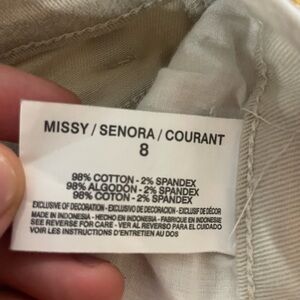 MISSY / SENORA / COURANT
8
98% COTTON - 2% SPANDEX
98% ALGODON - 2% SPANDEX
98% COTON - 2% SPANDEX
EXCLUSIVE OF DECORATION - EXCLUSIVO DE DECORACION - EXCLUSIF DE DÉCOR
MADE IN INDONESIA - HECHO EN INDONESIA - FABRIQUE EN INDONESIE
SEE REVERSE FOR CARE - VER AL REVERSO PARA EL CUIDADO
VOIR LES INSTRUCTIONS D'ENTRETIEN AU DOS